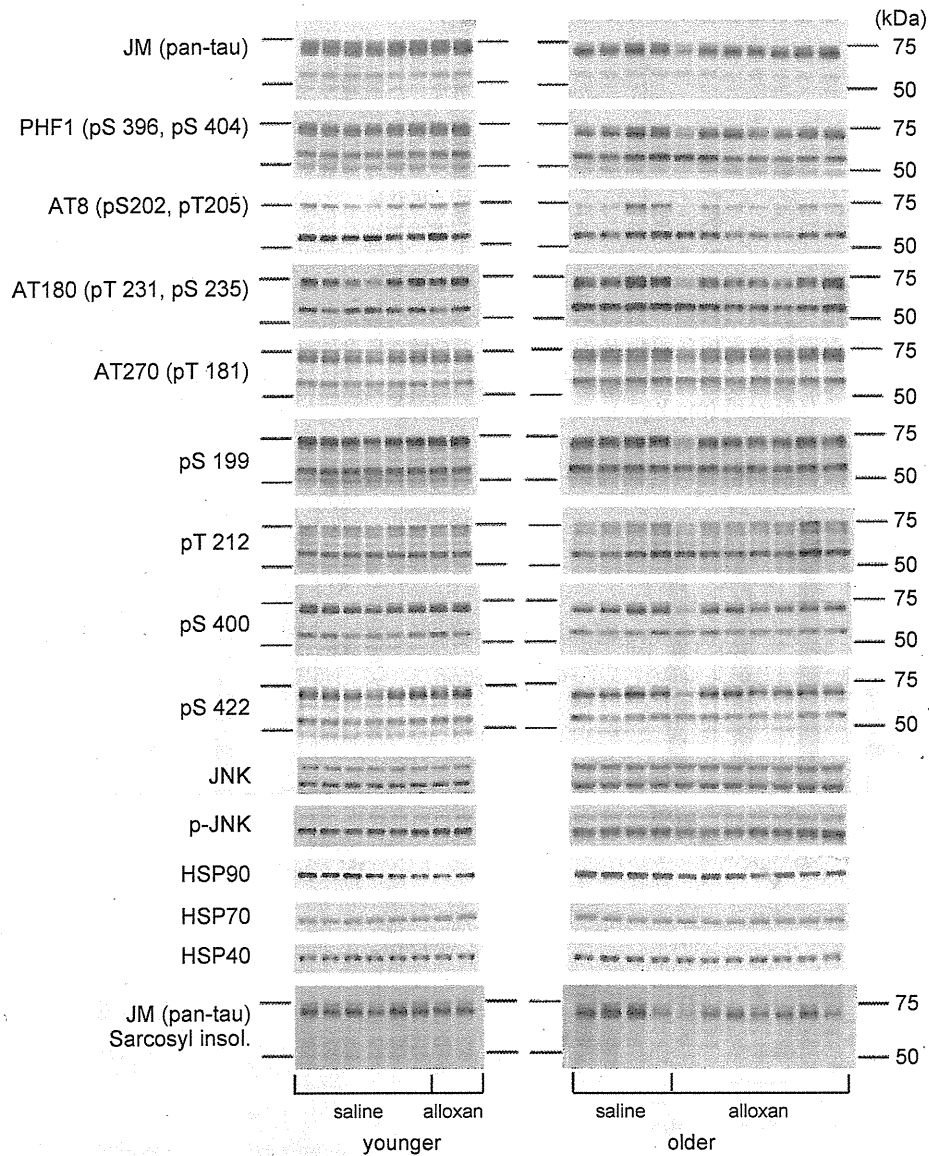 (kDa)
JM (pan-tau)
75
50
PHF1 (pS 396, pS 404)
75
50
AT8 (pS202, pT205)
75
50
AT180 (pT 231, pS 235)
75
50
AT270 (pT 181)
75
50
pS 199
75
50
pT 212
75
50
pS 400
75
50
pS 422
75
50
JNK
p-JNK
HSP90
HSP70
HSP40
JM (pan-tau)
Sarcosyl insol.
75
50
saline alloxan saline alloxan
younger older